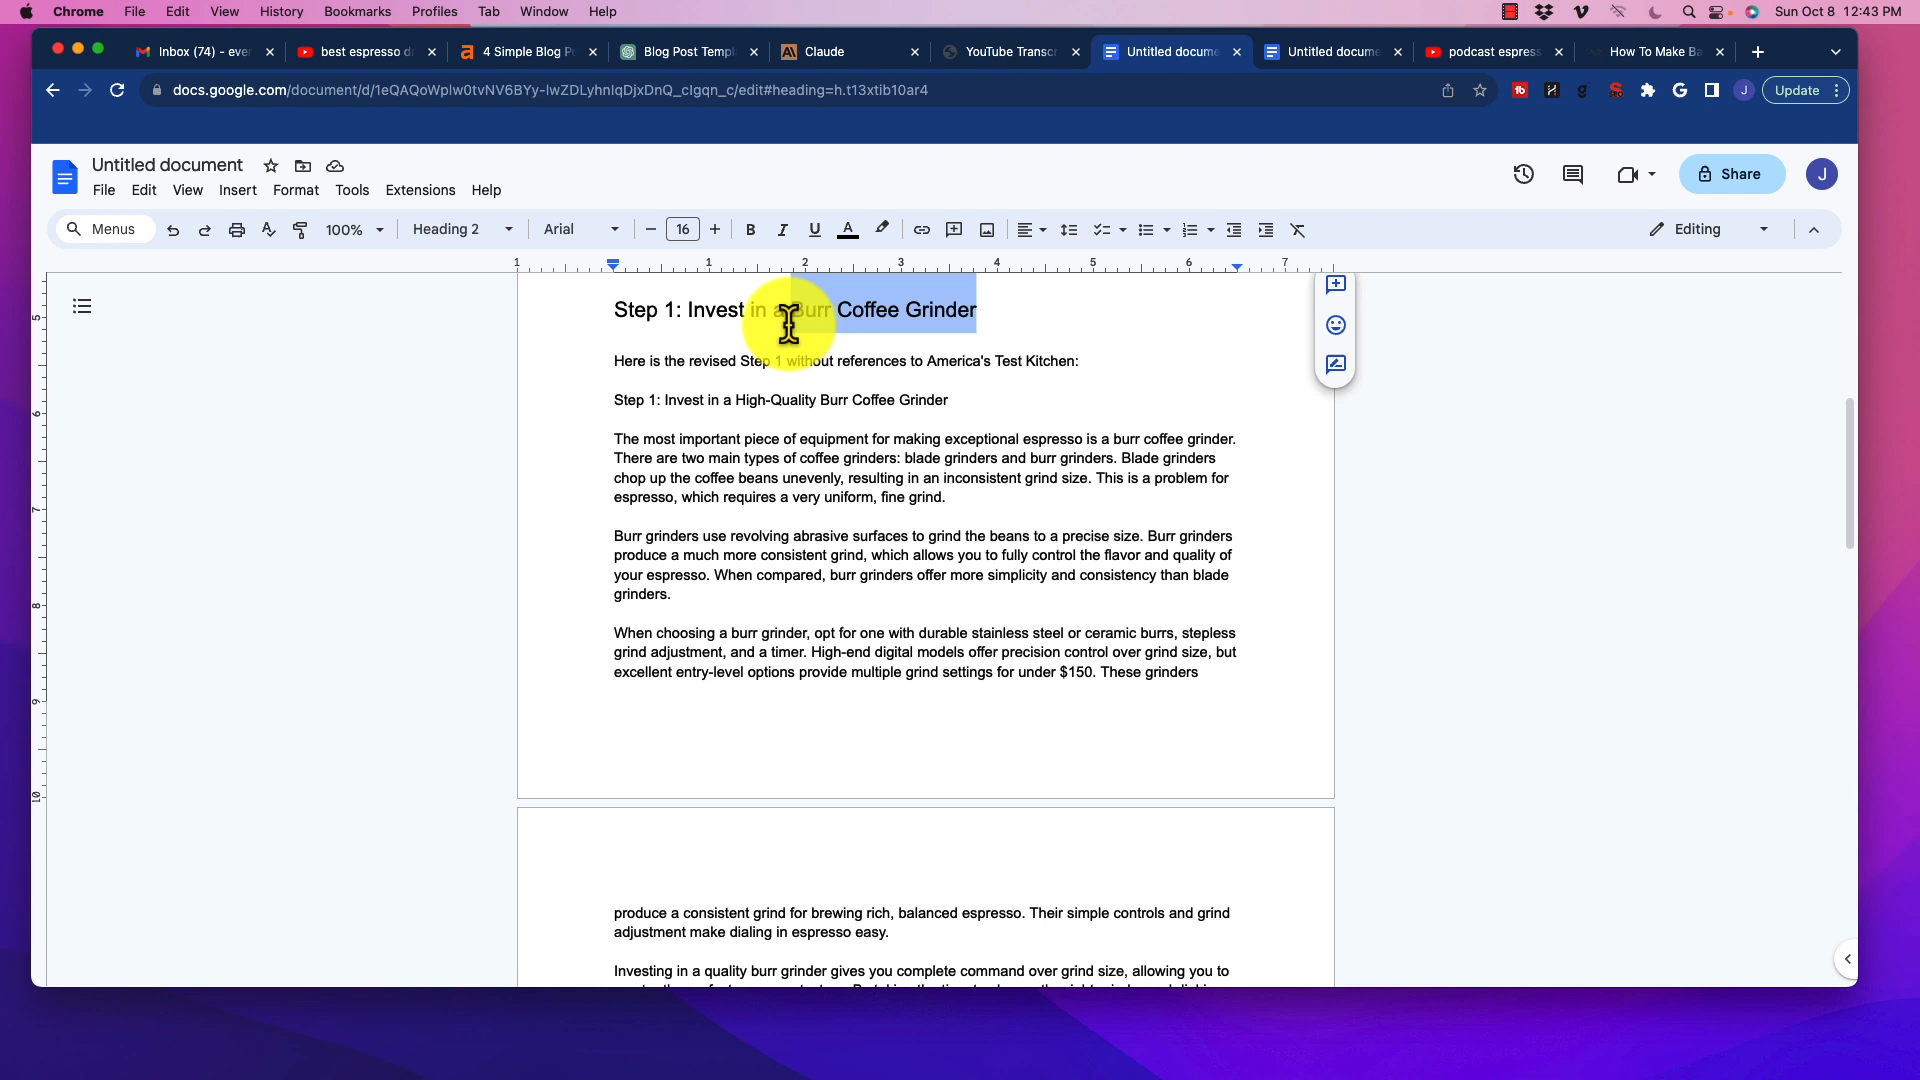 Chrome File Edit View History Bookmarks Profiles Tab Window Help Sun Oct 8 12:43 PM
Inbox (74) - eve best espresso d 4 Simple Blog P Blog Post Templ Claude YouTube Transcr Untitled docume Untitled docume podcast espres How To Make Ba
docs.google.com/document/d/1eQAQoWplw0tvNV6BYy-lwZDLyhnlqDjxDnQ_clgqn_c/edit#heading=h.t13xtib10ar4 Update
Untitled document
File Edit View Insert Format Tools Extensions Help Share J
Menus 100% Heading 2 Arial 16 B I U A Editing
1 1 2 3 4 5 6 7
Step 1: Invest in a Burr Coffee Grinder
Here is the revised Step 1 without references to America's Test Kitchen:
Step 1: Invest in a High-Quality Burr Coffee Grinder
The most important piece of equipment for making exceptional espresso is a burr coffee grinder.
There are two main types of coffee grinders: blade grinders and burr grinders. Blade grinders
chop up the coffee beans unevenly, resulting in an inconsistent grind size. This is a problem for
espresso, which requires a very uniform, fine grind.
Burr grinders use revolving abrasive surfaces to grind the beans to a precise size. Burr grinders
produce a much more consistent grind, which allows you to fully control the flavor and quality of
your espresso. When compared, burr grinders offer more simplicity and consistency than blade
grinders.
When choosing a burr grinder, opt for one with durable stainless steel or ceramic burrs, stepless
grind adjustment, and a timer. High-end digital models offer precision control over grind size, but
excellent entry-level options provide multiple grind settings for under $150. These grinders
produce a consistent grind for brewing rich, balanced espresso. Their simple controls and grind
adjustment make dialing in espresso easy.
Investing in a quality burr grinder gives you complete command over grind size, allowing you to